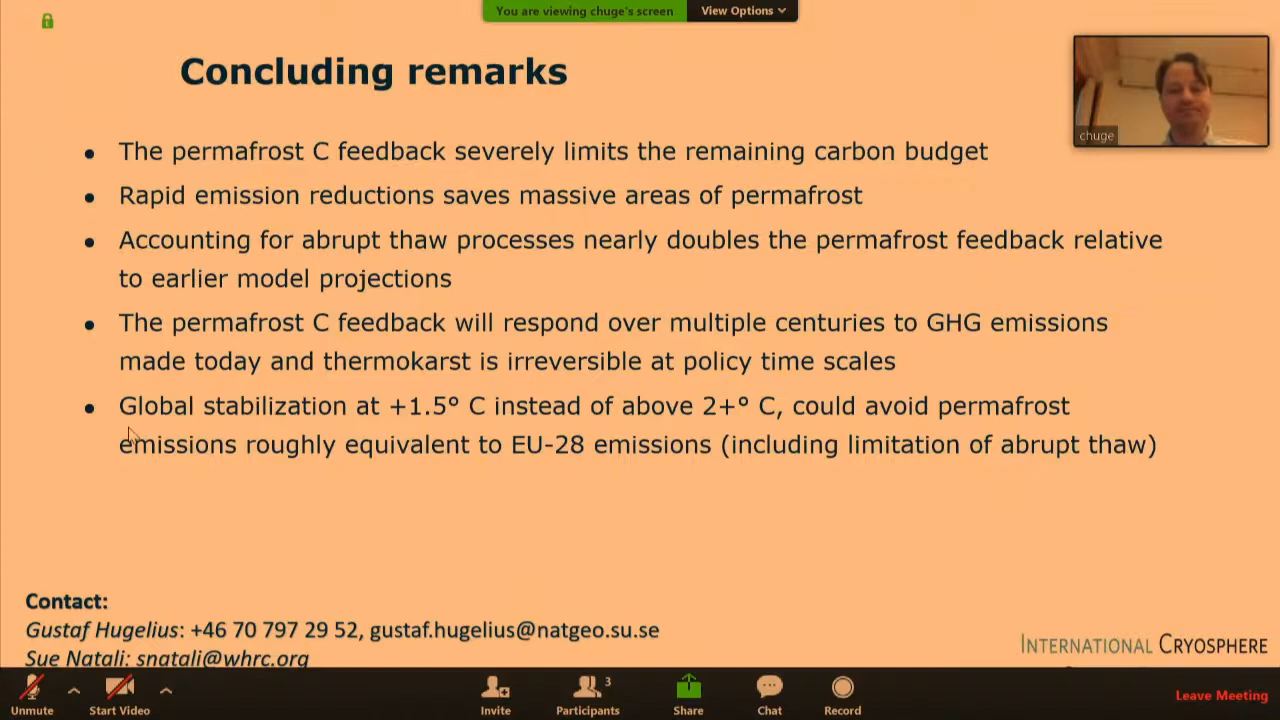 You are viewing chuge's screen
View Options
Concluding remarks
chuge
• The permafrost C feedback severely limits the remaining carbon budget
• Rapid emission reductions saves massive areas of permafrost
• Accounting for abrupt thaw processes nearly doubles the permafrost feedback relative
to earlier model projections
• The permafrost C feedback will respond over multiple centuries to GHG emissions
made today and thermokarst is irreversible at policy time scales
• Global stabilization at +1.5° C instead of above 2+° C, could avoid permafrost
emissions roughly equivalent to EU-28 emissions (including limitation of abrupt thaw)
Contact:
Gustaf Hugelius: +46 70 797 29 52, gustaf.hugelius@natgeo.su.se
Sue Natali: snatali@whrc.org
INTERNATIONAL CRYOSPHERE
3
Unmute
Start Video
Invite
Participants
Share
Chat
Record
Leave Meeting